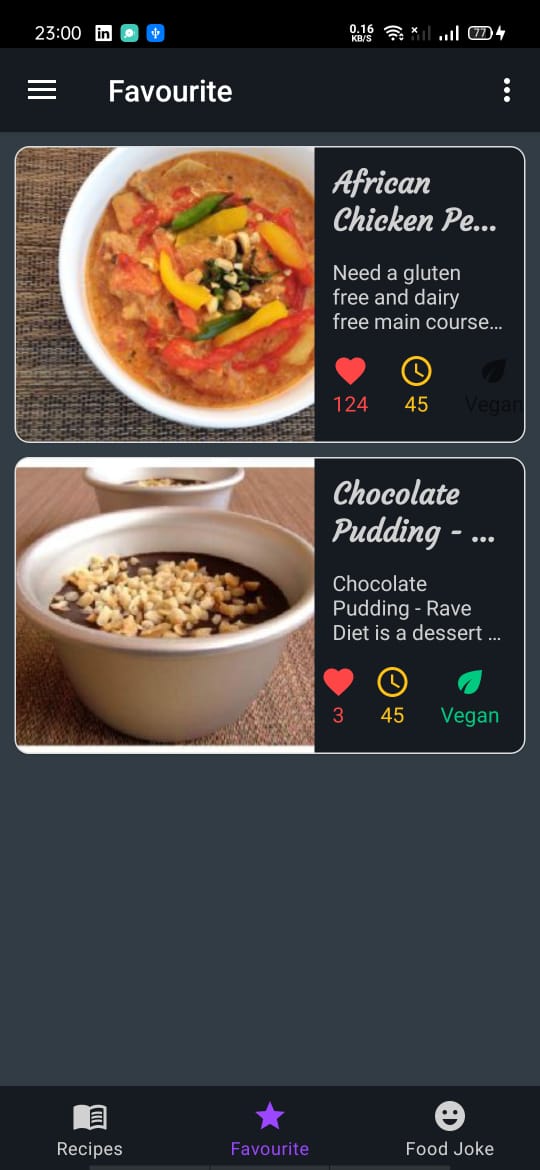 23:00
0.16
KB/S
77
Favourite
African
Chicken Pe...
Need a gluten
free and dairy
free main course...
124
45
Vegan
Chocolate
Pudding - ...
Chocolate
Pudding - Rave
Diet is a dessert ...
3
45
Vegan
Recipes
Favourite
Food Joke